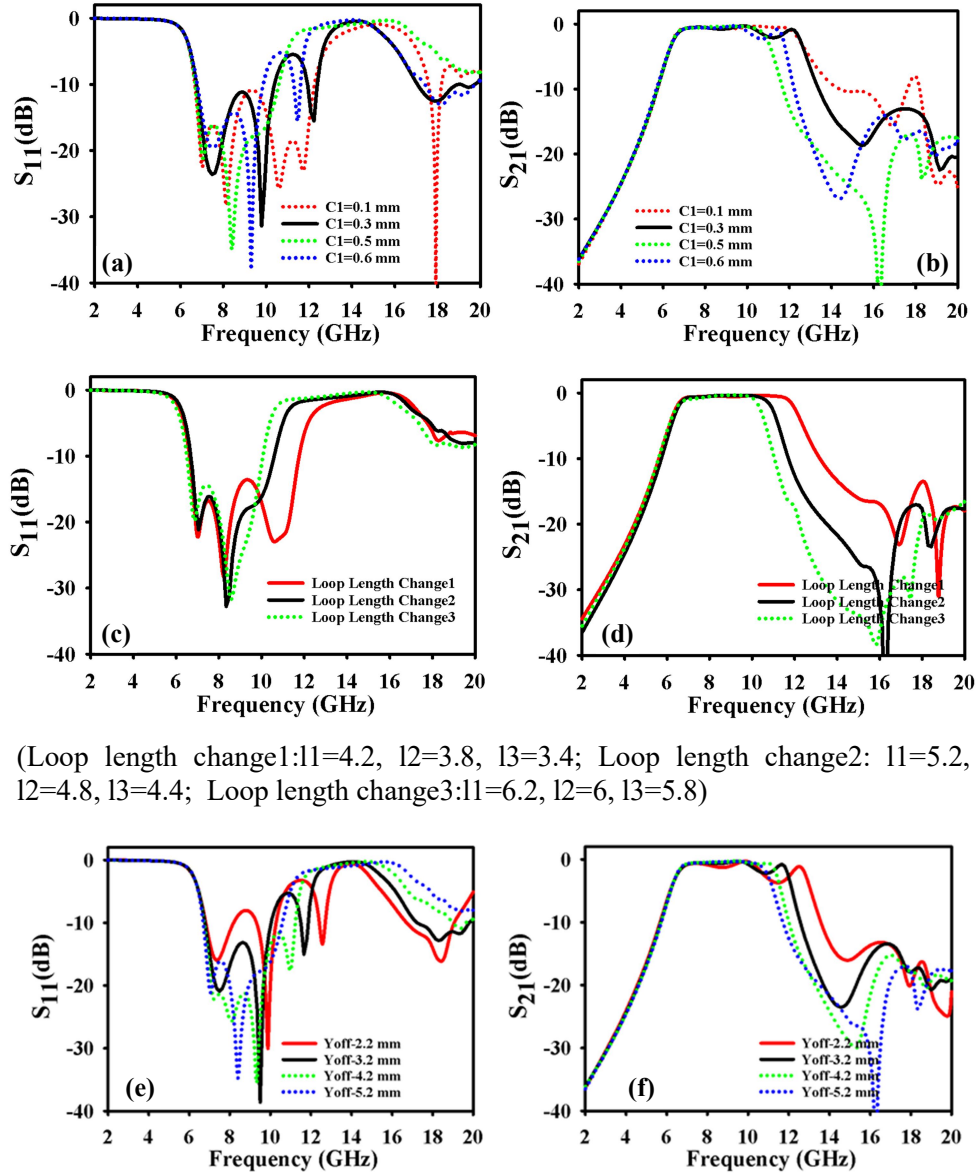 0
-10
-20
-30
-40
S11(dB)
C1=0.1 mm
C1=0.3 mm
C1=0.5 mm
C1=0.6 mm
(a)
2 4 6 8 10 12 14 16 18 20
Frequency (GHz)
0
-10
-20
-30
-40
S21(dB)
C1=0.1 mm
C1=0.3 mm
C1=0.5 mm
C1=0.6 mm
(b)
2 4 6 8 10 12 14 16 18 20
Frequency (GHz)
0
-10
-20
-30
-40
S11(dB)
Loop Length Change1
Loop Length Change2
Loop Length Change3
(c)
2 4 6 8 10 12 14 16 18 20
Frequency (GHz)
0
-10
-20
-30
-40
S21(dB)
Loop Length Change1
Loop Length Change2
Loop Length Change3
(d)
2 4 6 8 10 12 14 16 18 20
Frequency (GHz)
(Loop length change1:l1=4.2, l2=3.8, l3=3.4; Loop length change2: l1=5.2,
l2=4.8, l3=4.4; Loop length change3:l1=6.2, l2=6, l3=5.8)
0
-10
-20
-30
-40
S11(dB)
Yoff-2.2 mm
Yoff-3.2 mm
Yoff-4.2 mm
Yoff-5.2 mm
(e)
2 4 6 8 10 12 14 16 18 20
Frequency (GHz)
0
-10
-20
-30
-40
S21(dB)
Yoff-2.2 mm
Yoff-3.2 mm
Yoff-4.2 mm
Yoff-5.2 mm
(f)
2 4 6 8 10 12 14 16 18 20
Frequency (GHz)